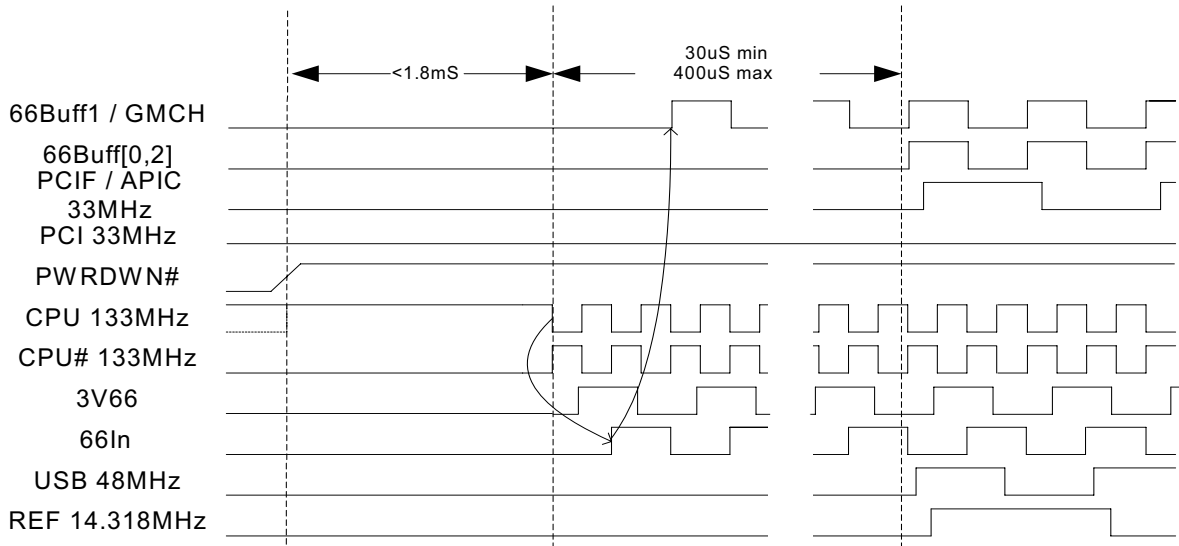 30uS min
<1.8mS
400uS max
66Buff1 / GMCH
66Buff[0,2]
PCIF / APIC
33MHz
PCI 33MHz
PWRDWN#
CPU 133MHz
CPU# 133MHz
3V66
66In
USB 48MHz
REF 14.318MHz